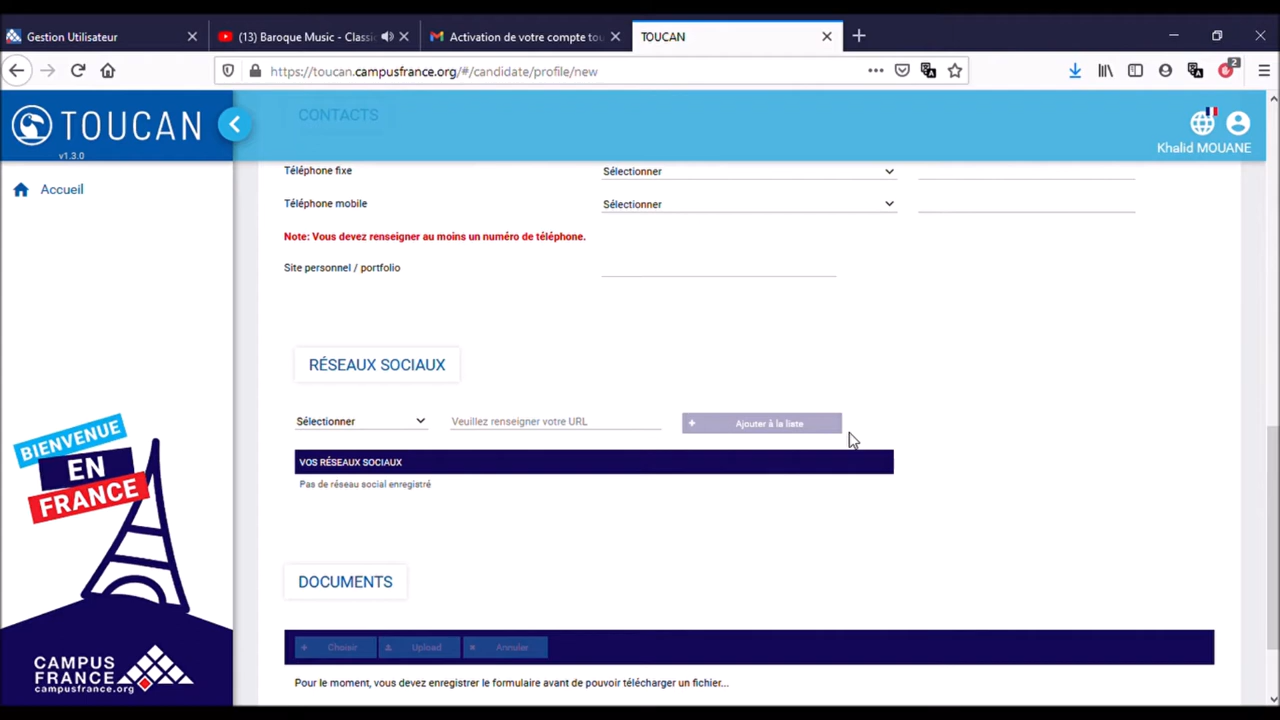 Gestion Utilisateur
(13) Baroque Music - Classic
Activation de votre compte tou
TOUCAN
https://toucan.campusfrance.org/#/candidate/profile/new
2
TOUCAN
v1.3.0
CONTACTS
Khalid MOUANE
Accueil
Téléphone fixe
Sélectionner
Téléphone mobile
Sélectionner
Note: Vous devez renseigner au moins un numéro de téléphone.
Site personnel / portfolio
RÉSEAUX SOCIAUX
Sélectionner
Veuillez renseigner votre URL
Ajouter à la liste
VOS RÉSEAUX SOCIAUX
Pas de réseau social enregistré
DOCUMENTS
Choisir
Upload
Annuler
Pour le moment, vous devez enregistrer le formulaire avant de pouvoir télécharger un fichier...
BIENVENUE
EN
FRANCE
CAMPUS
FRANCE
campusfrance.org